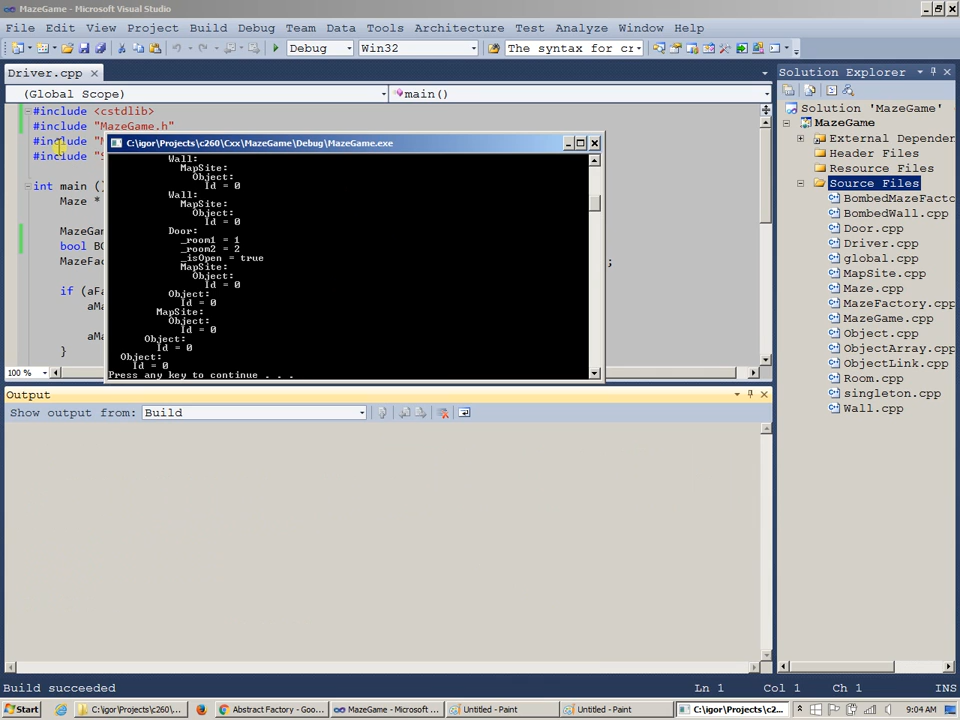 MazeGame - Microsoft Visual Studio
File Edit View Project Build Debug Team Data Tools Architecture Test Analyze Window Help
Debug Win32 The syntax for cr
Driver.cpp
(Global Scope) main()
#include <cstdlib>
#include "MazeGame.h"
#include
#include
int main ()
Maze *
MazeGam
bool BO
MazeFac
;
if (aFa
aMa
aMa
}
100 %
C:\igor\Projects\c260\Cxx\MazeGame\Debug\MazeGame.exe
Wall:
MapSite:
Object:
Id = 0
Wall:
MapSite:
Object:
Id = 0
Door:
_room1 = 1
_room2 = 2
_isOpen = true
MapSite:
Object:
Id = 0
Object:
Id = 0
MapSite:
Object:
Id = 0
Object:
Id = 0
Object:
Id = 0
Press any key to continue . . .
Solution Explorer
Solution 'MazeGame'
MazeGame
External Dependen
Header Files
Resource Files
Source Files
BombedMazeFacto
BombedWall.cpp
Door.cpp
Driver.cpp
global.cpp
MapSite.cpp
Maze.cpp
MazeFactory.cpp
MazeGame.cpp
Object.cpp
ObjectArray.cpp
ObjectLink.cpp
Room.cpp
singleton.cpp
Wall.cpp
Output
Show output from: Build
Build succeeded Ln 1 Col 1 Ch 1 INS
Start C:\igor\Projects\c260\... Abstract Factory - Goo... MazeGame - Microsoft ... Untitled - Paint Untitled - Paint C:\igor\Projects\c2... 9:04 AM